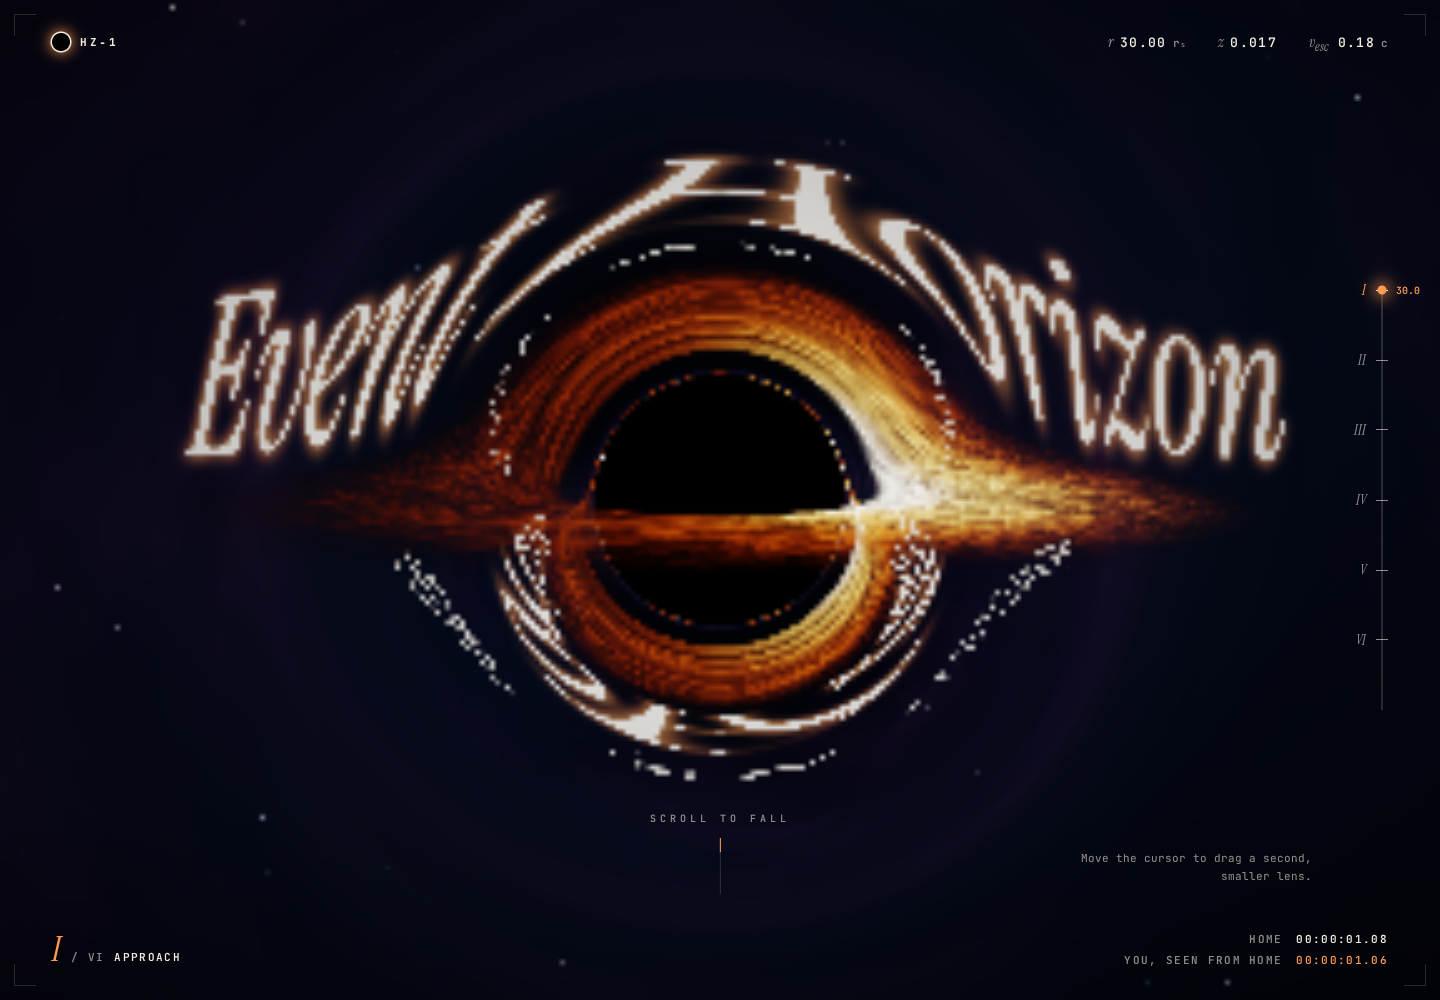 HZ-1
r 30.00 rₛ z 0.017 vesc 0.18 c
Event Horizon
I 30.0
II
III
IV
V
VI
SCROLL TO FALL
Move the cursor to drag a second,
smaller lens.
I / VI APPROACH
HOME 00:00:01.08
YOU, SEEN FROM HOME 00:00:01.06